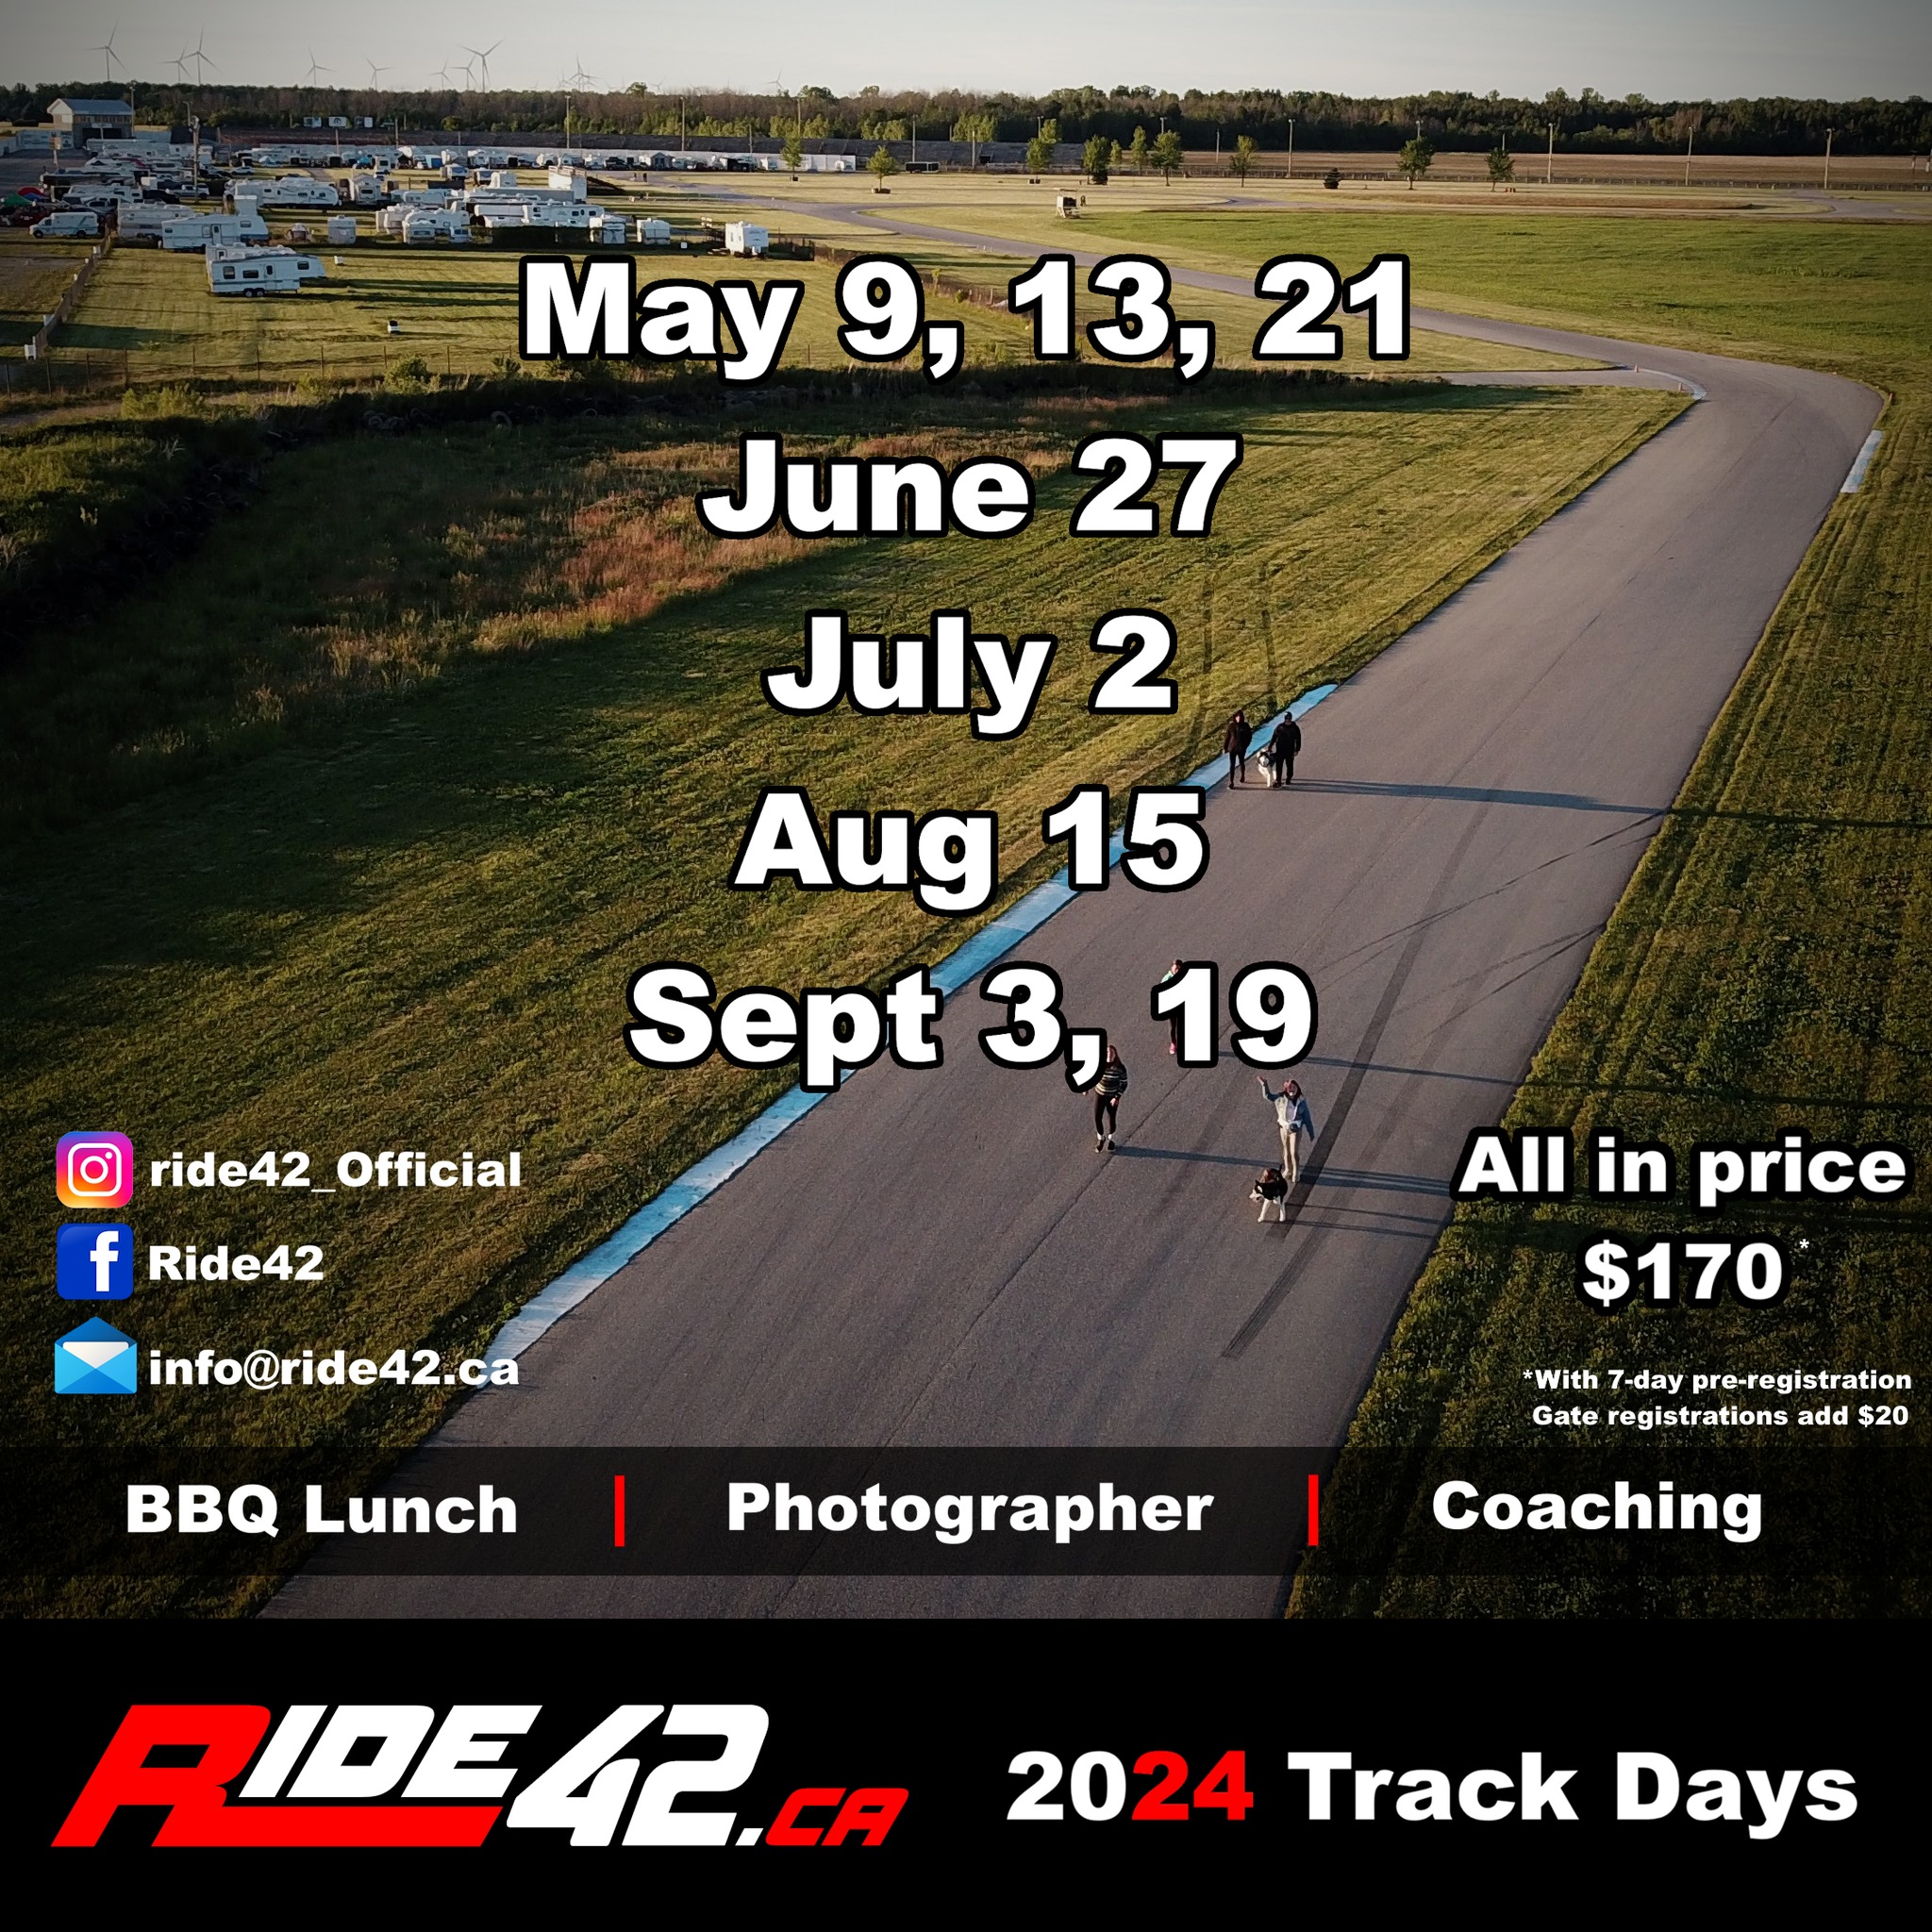 May 9, 13, 21
June 27
July 2
Aug 15
Sept 3, 19
ride42_Official
Ride42
info@ride42.ca
All in price
$170*
*With 7-day pre-registration
Gate registrations add $20
BBQ Lunch | Photographer | Coaching
RIDE42.CA
2024 Track Days